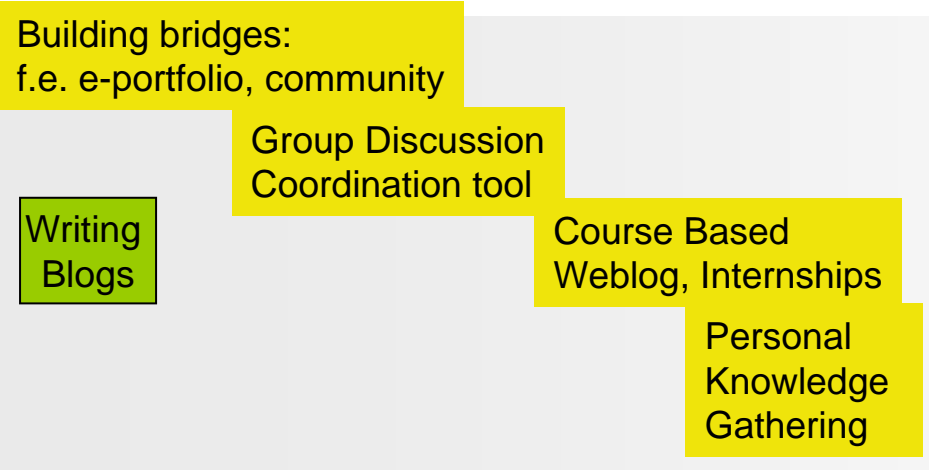 Building bridges:
f.e. e-portfolio, community
Group Discussion
Coordination tool
Writing
Blogs
Course Based
Weblog, Internships
Personal
Knowledge
Gathering